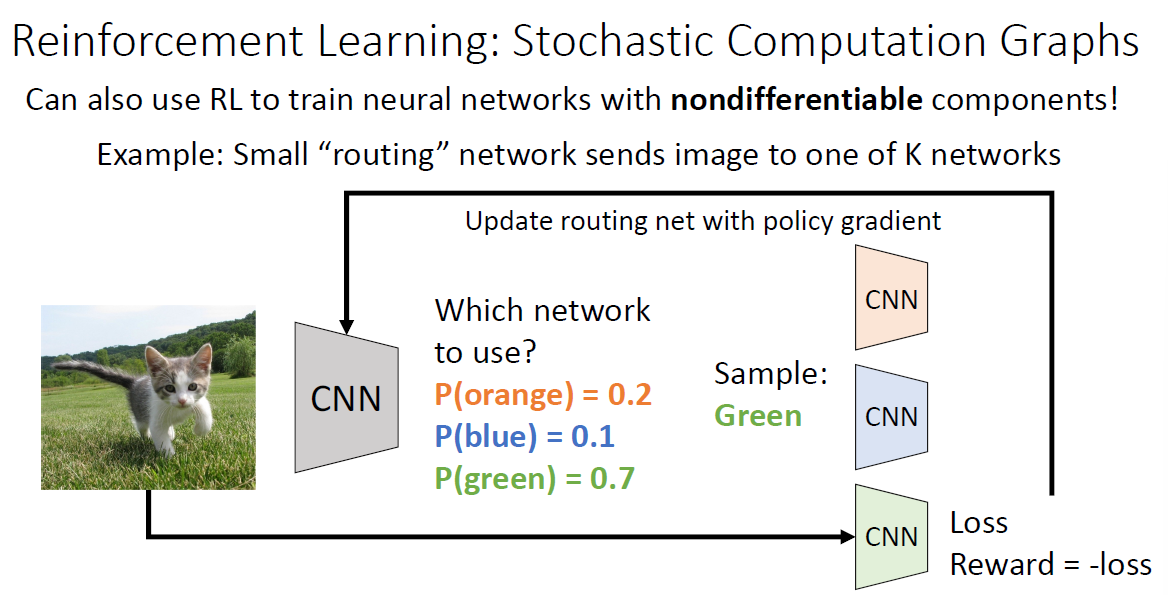 Reinforcement Learning: Stochastic Computation Graphs
Can also use RL to train neural networks with nondifferentiable components!
Example: Small “routing” network sends image to one of K networks
Update routing net with policy gradient
CNN
Which network
to use?
P(orange) = 0.2
P(blue) = 0.1
P(green) = 0.7
Sample:
Green
CNN
CNN
CNN
Loss
Reward = -loss